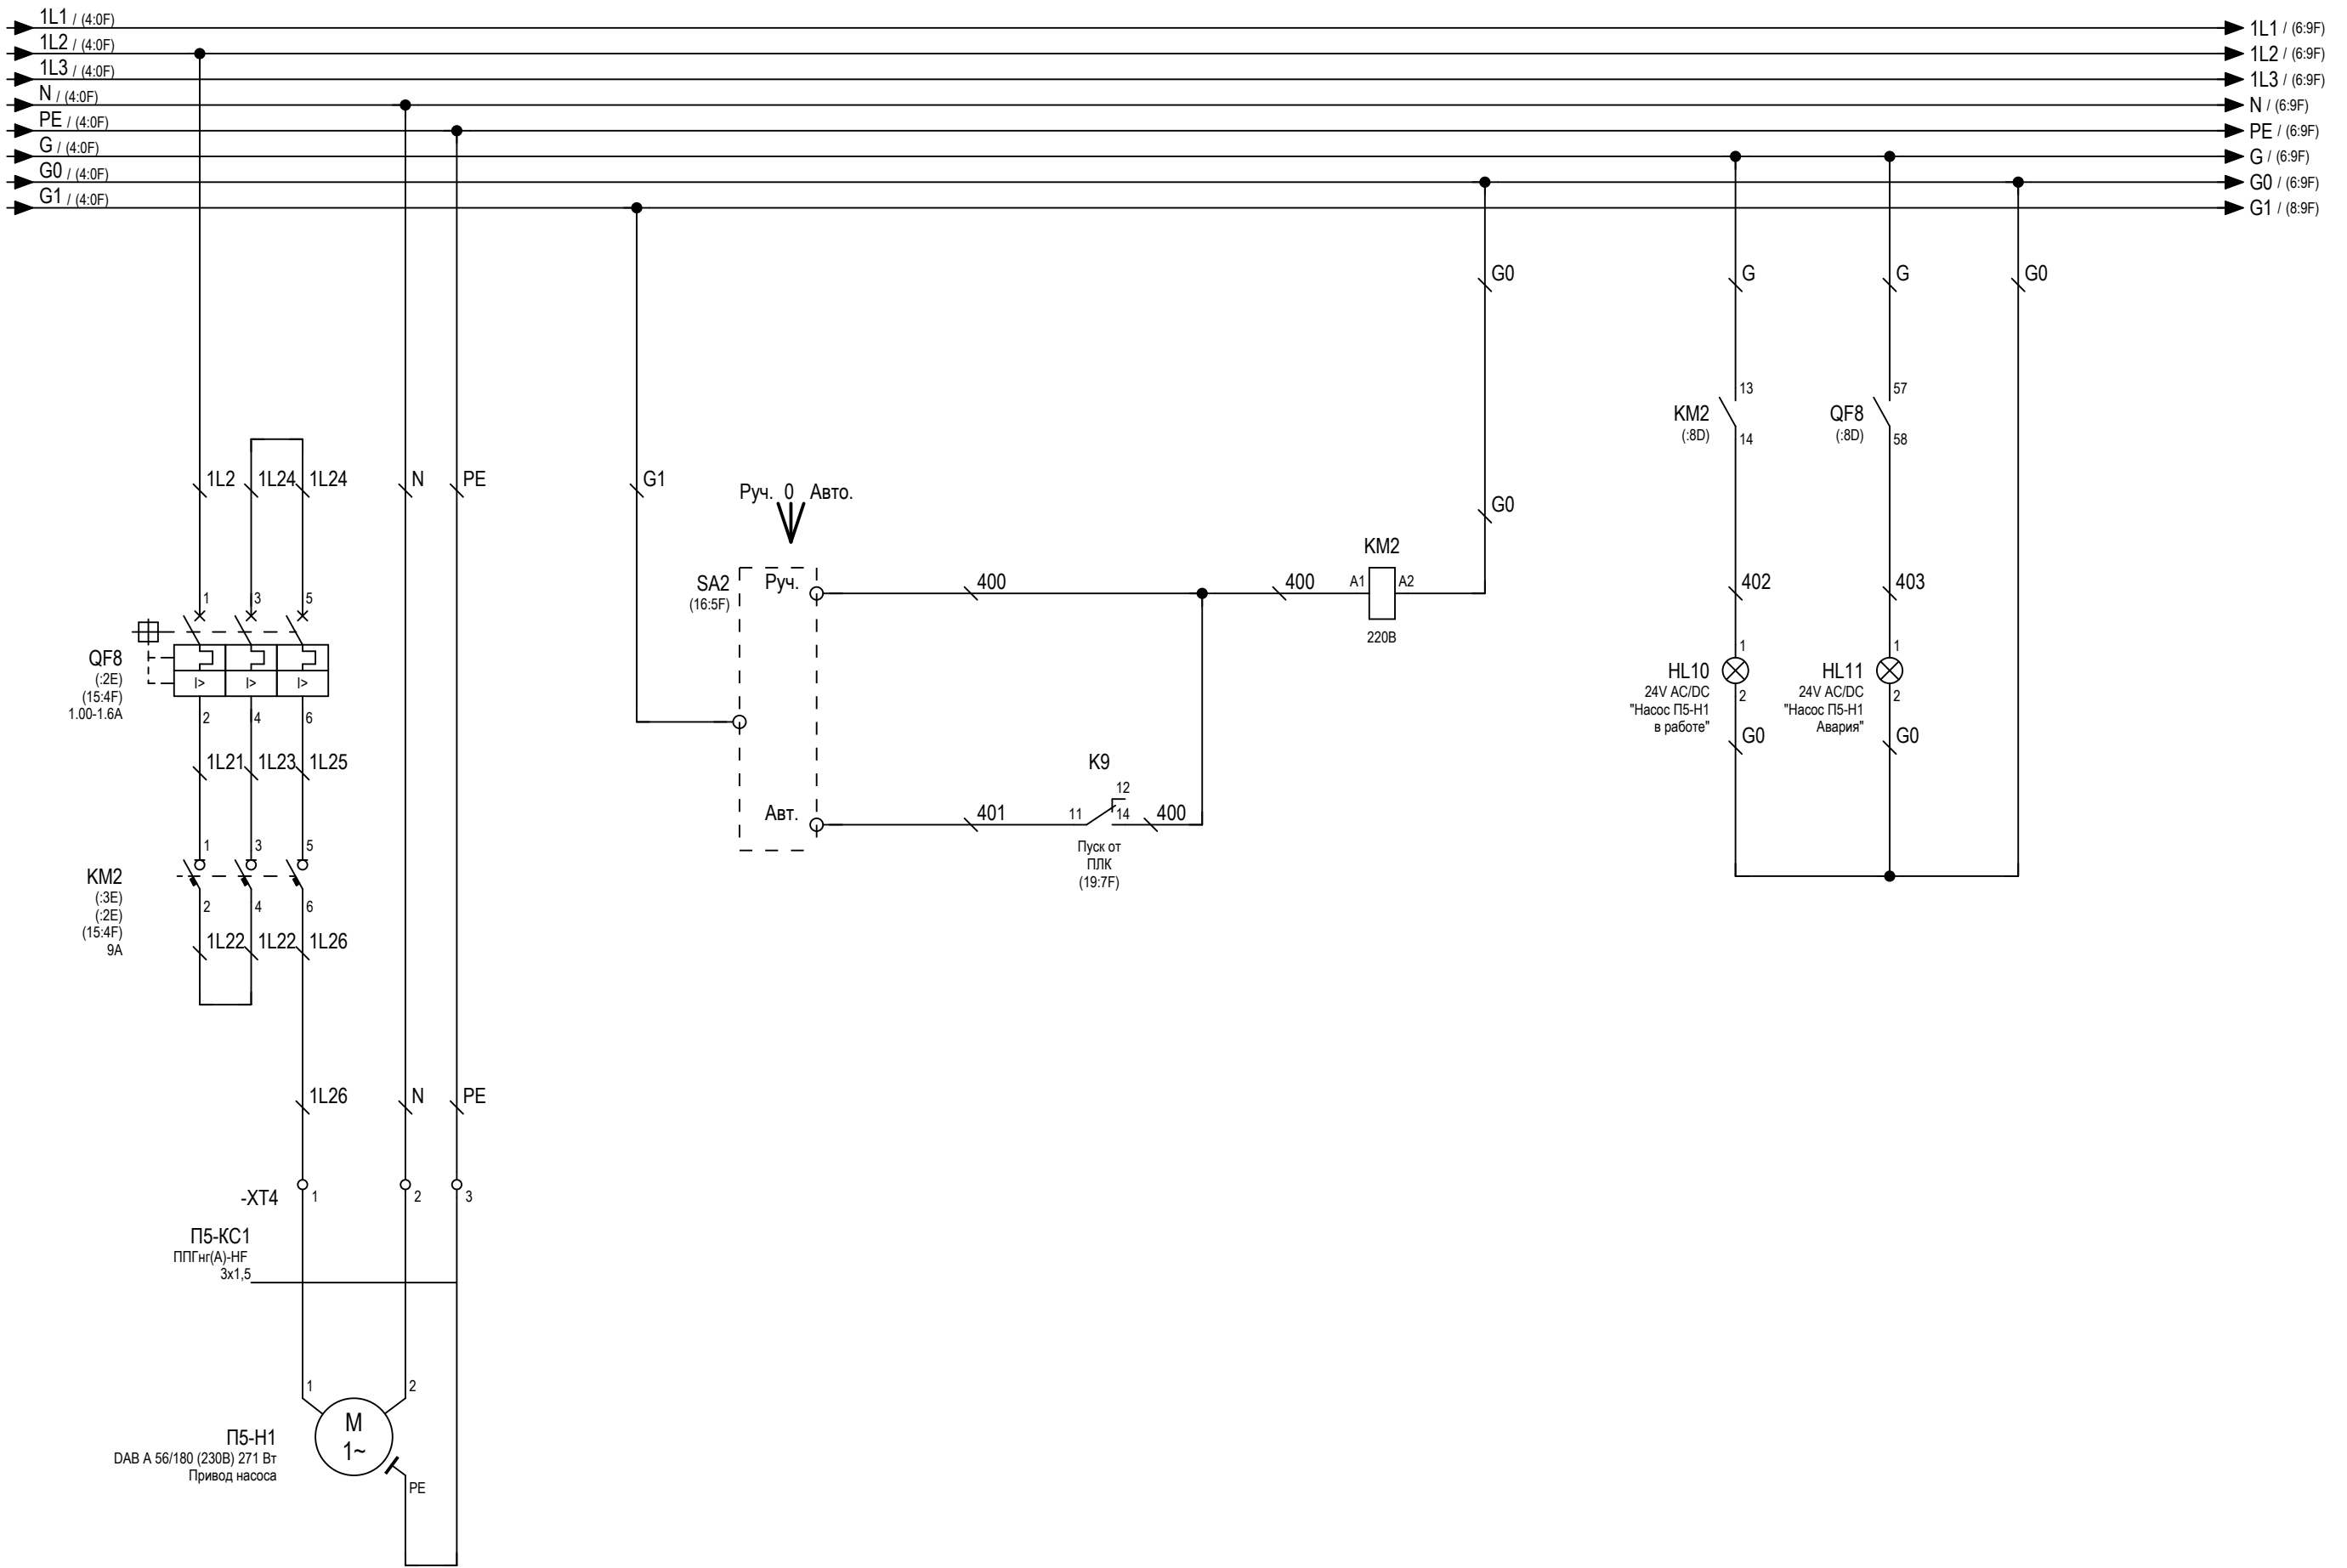 1L1 / (4:0F)
1L1 / (6:9F)
1L2 / (4:0F)
1L2 / (6:9F)
1L3 / (4:0F)
1L3 / (6:9F)
N / (4:0F)
N / (6:9F)
PE / (4:0F)
PE / (6:9F)
G / (4:0F)
G / (6:9F)
G0 / (4:0F)
G0 / (6:9F)
G1 / (4:0F)
G1 / (8:9F)
G0
G
G
G0
13
57
KM2
(:8D)
14
QF8
(:8D)
58
1L2
1L24
1L24
N
PE
G1
Руч. 0 Авто.
G0
KM2
SA2
(16:5F)
Руч.
400
400
A1
A2
220В
402
403
1
3
5
QF8
(:2E)
(15:4F)
1.00-1.6А
I>
I>
I>
2
4
6
1
HL10
24V AC/DC
"Насос П5-Н1
в работе"
2
G0
1
HL11
24V AC/DC
"Насос П5-Н1
Авария"
2
G0
1L21
1L23
1L25
K9
12
Авт.
401
11
14
400
Пуск от
ПЛК
(19:7F)
1
3
5
KM2
(:3E)
(:2E)
(15:4F)
9А
2
4
6
1L22
1L22
1L26
1L26
N
PE
-XT4
1
2
3
П5-КС1
ППГнг(А)-HF
3х1,5
1
2
M
1~
П5-Н1
DAB A 56/180 (230В) 271 Вт
Привод насоса
PE